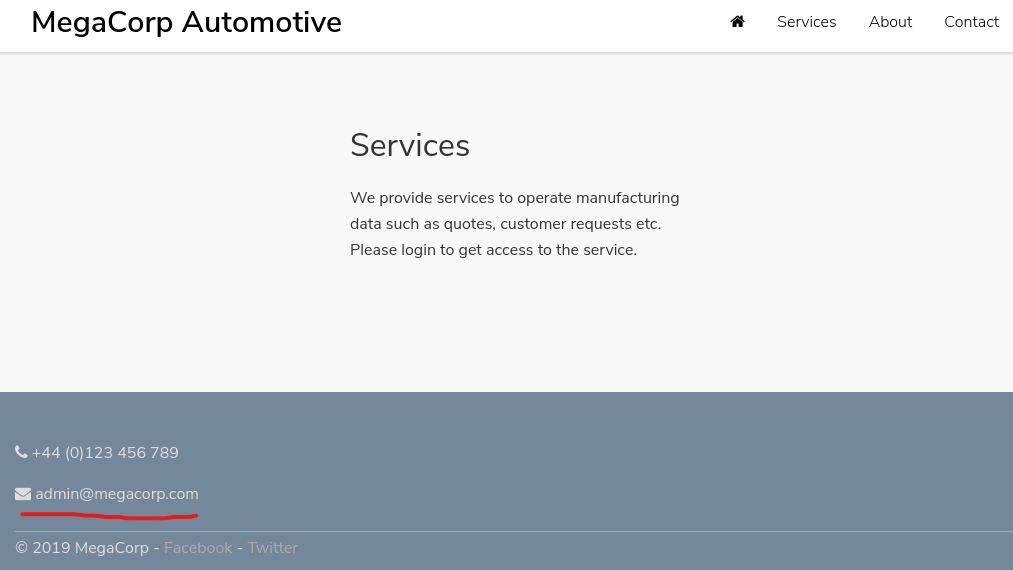 MegaCorp Automotive
Services About Contact
Services
We provide services to operate manufacturing
data such as quotes, customer requests etc.
Please login to get access to the service.
+44 (0)123 456 789
admin@megacorp.com
© 2019 MegaCorp - Facebook - Twitter